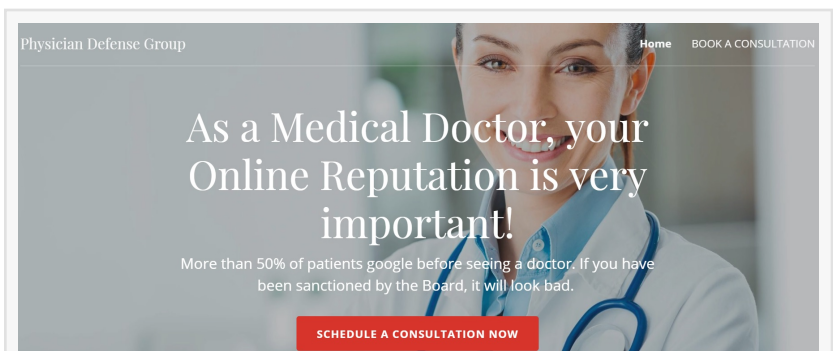 Physician Defense Group
Home BOOK A CONSULTATION
As a Medical Doctor, your
Online Reputation is very
important!
More than 50% of patients google before seeing a doctor. If you have
been sanctioned by the Board, it will look bad.
SCHEDULE A CONSULTATION NOW